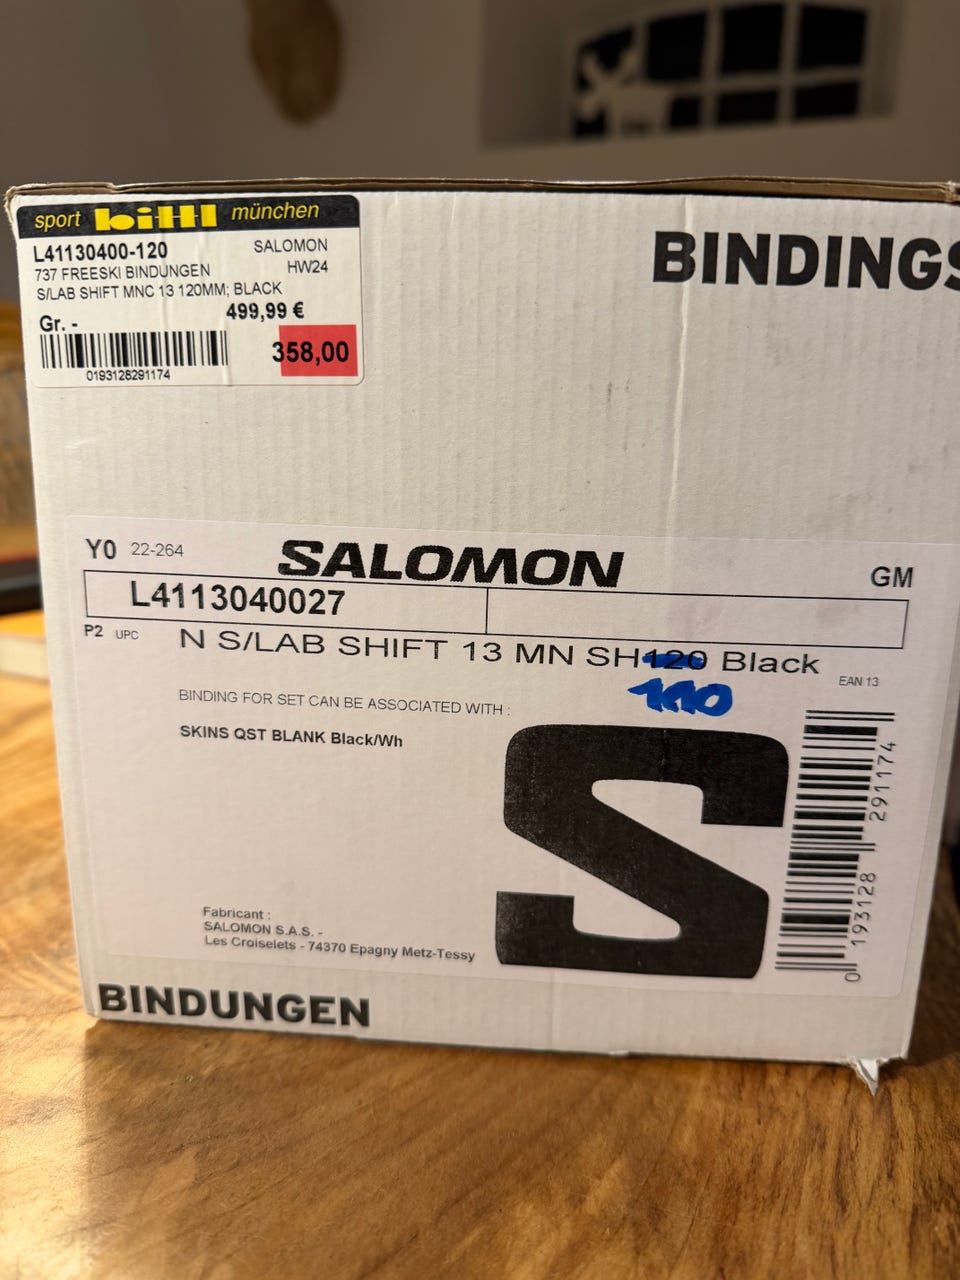 sport bittl münchen
L41130400-120 SALOMON
737 FREESKI BINDUNGEN HW24
S/LAB SHIFT MNC 13 120MM; BLACK
499,99 €
Gr. -
358,00
0193128291174
BINDINGS
Y0 22-264 SALOMON GM
L4113040027
P2 UPC N S/LAB SHIFT 13 MN SH120 Black
EAN 13
110
BINDING FOR SET CAN BE ASSOCIATED WITH :
SKINS QST BLANK Black/Wh
S
0 193128 291174
Fabricant :
SALOMON S.A.S. -
Les Croiselets - 74370 Epagny Metz-Tessy
BINDUNGEN